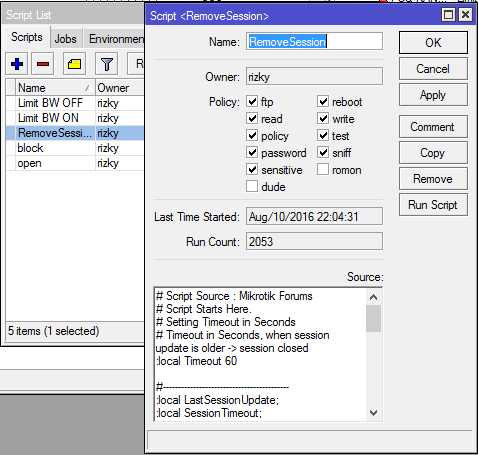 Script List
Scripts Jobs Environmen
Name / Owner
Limit BW OFF rizky
Limit BW ON rizky
RemoveSessi... rizky
block rizky
open rizky
5 items (1 selected)
Script <RemoveSession>
Name: RemoveSession
Owner: rizky
Policy: ftp reboot
read write
policy test
password sniff
sensitive romon
dude
Last Time Started: Aug/10/2016 22:04:31
Run Count: 2053
Source:
# Script Source : Mikrotik Forums
# Script Starts Here.
# Setting Timeout in Seconds
# Timeout in Seconds, when session
update is older -> session closed
:local Timeout 60
#------------------------------------------
:local LastSessionUpdate;
:local SessionTimeout;
OK
Cancel
Apply
Comment
Copy
Remove
Run Script